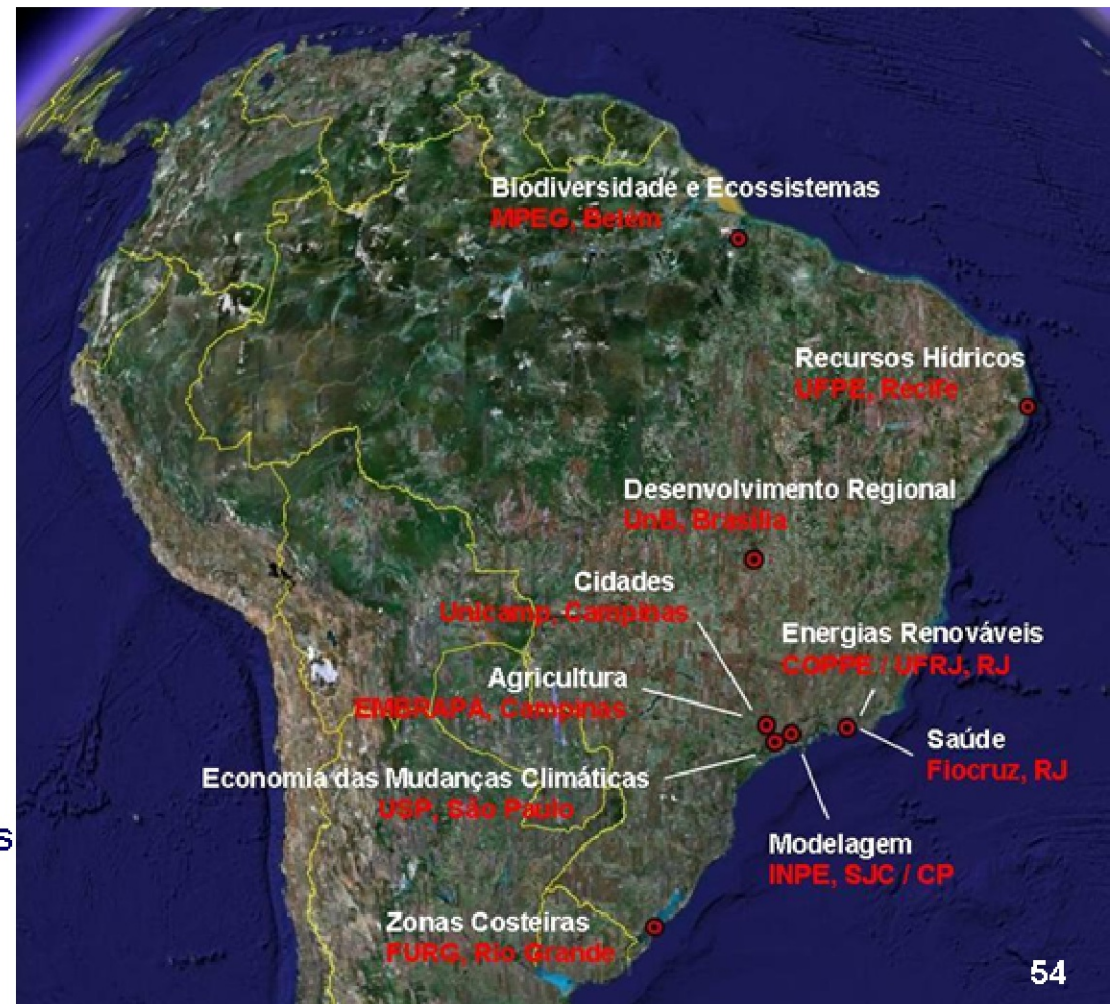 Biodiversidade e Ecossistemas
MPEG, Belém
Recursos Hídricos
UFPE, Recife
Desenvolvimento Regional
UnB, Brasília
Cidades
Unicamp, Campinas
Energias Renováveis
COPPE / UFRJ, RJ
Agricultura
EMBRAPA, Campinas
Saúde
Fiocruz, RJ
Economia das Mudanças Climáticas
USP, São Paulo
s
Modelagem
INPE, SJC / CP
Zonas Costeiras
FURG, Rio Grande
54